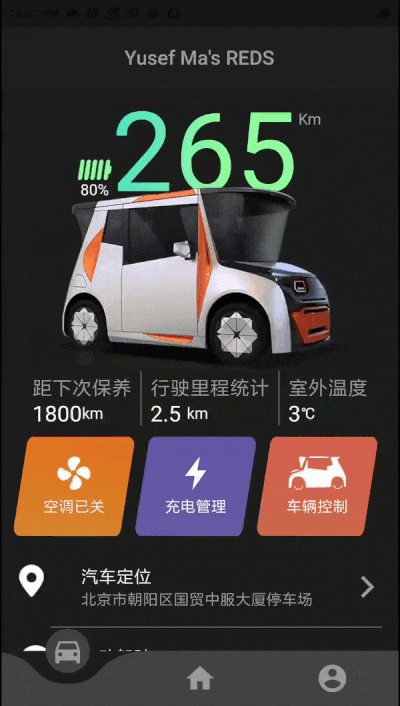 Yusef Ma's REDS
265 Km
80%
距下次保养 行驶里程统计 室外温度
1800km 2.5 km 3℃
空调已关 充电管理 车辆控制
汽车定位
北京市朝阳区国贸中服大厦停车场